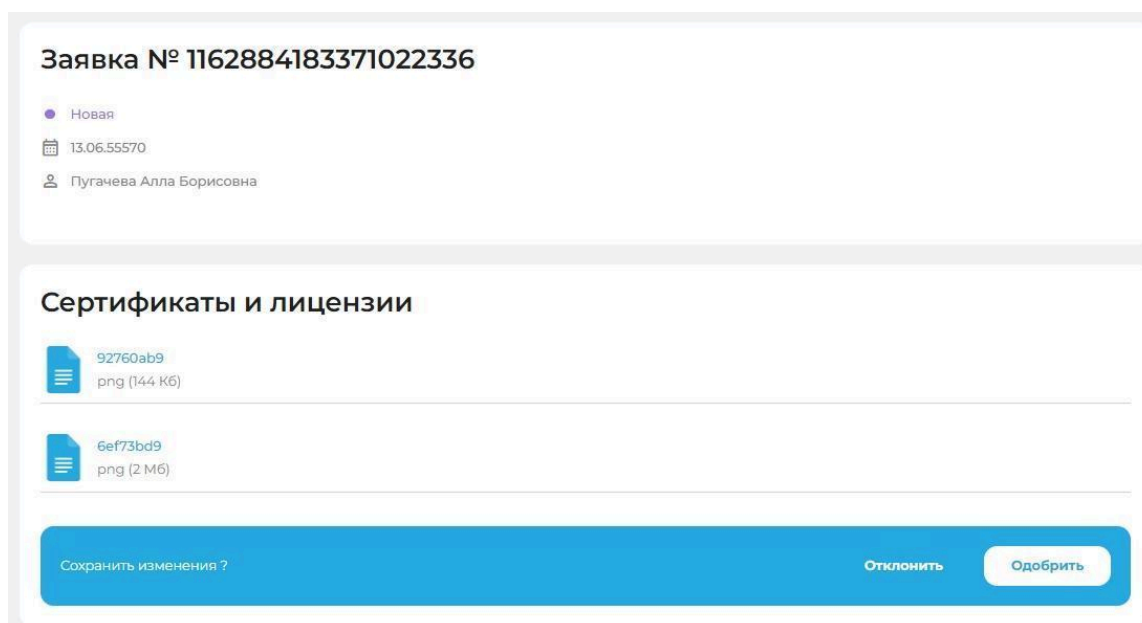 Заявка № 1162884183371022336
Новая
13.06.55570
Пугачева Алла Борисовна
Сертификаты и лицензии
92760ab9
png (144 Кб)
6ef73bd9
png (2 Мб)
Сохранить изменения ?
Отклонить
Одобрить